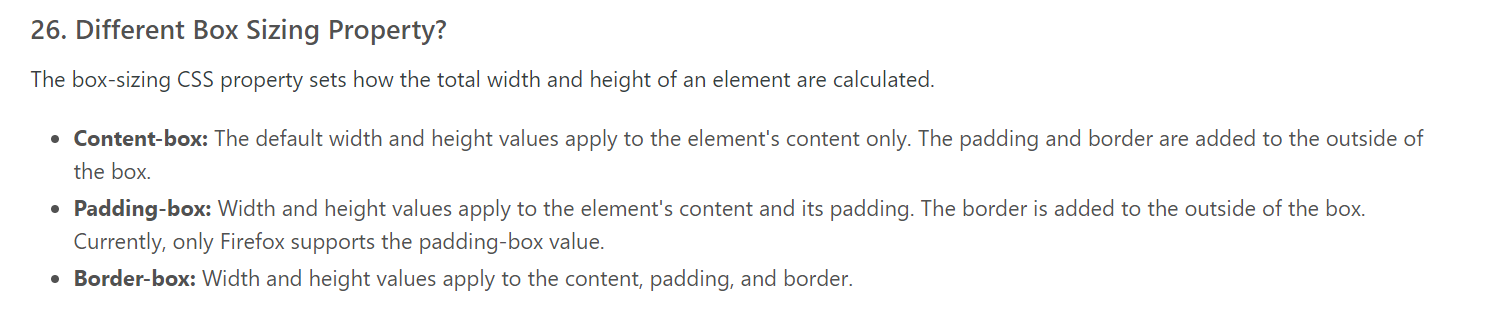 26. Different Box Sizing Property?
The box-sizing CSS property sets how the total width and height of an element are calculated.
• Content-box: The default width and height values apply to the element's content only. The padding and border are added to the outside of
the box.
• Padding-box: Width and height values apply to the element's content and its padding. The border is added to the outside of the box.
Currently, only Firefox supports the padding-box value.
• Border-box: Width and height values apply to the content, padding, and border.